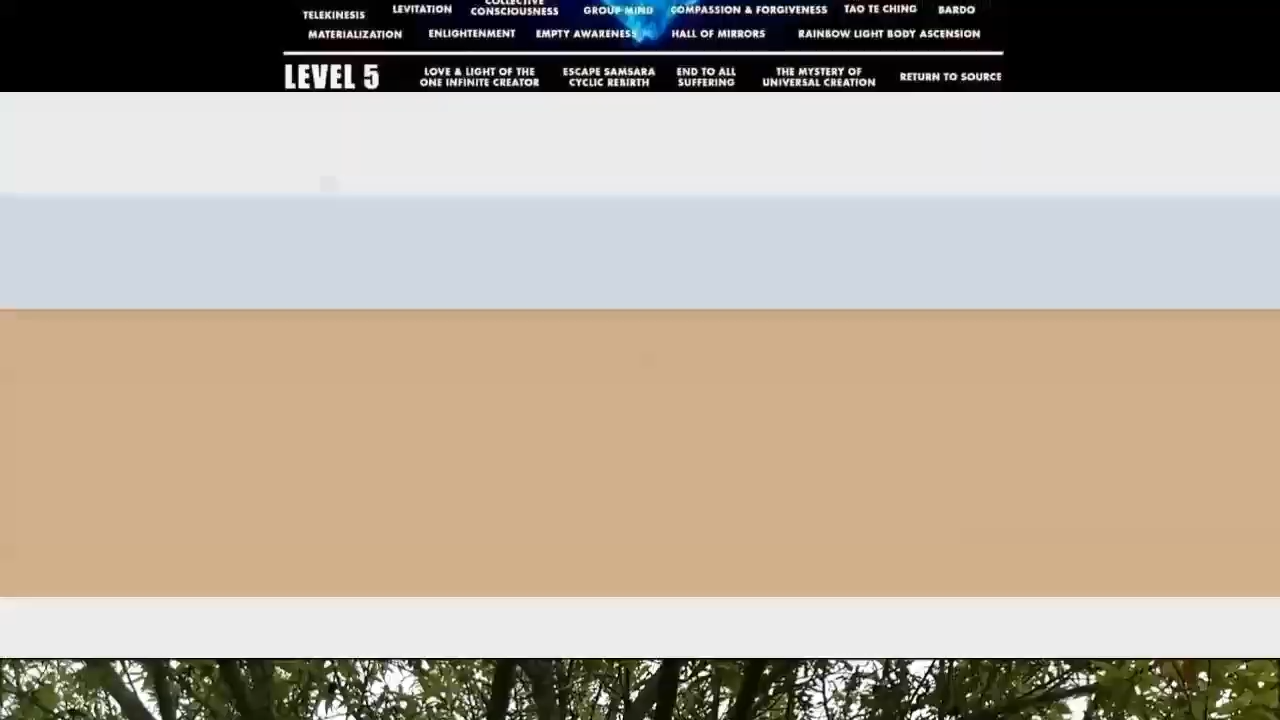 COLLECTIVE
TELEKINESIS LEVITATION CONSCIOUSNESS GROUP MIND COMPASSION & FORGIVENESS TAO TE CHING BARDO
MATERIALIZATION ENLIGHTENMENT EMPTY AWARENESS HALL OF MIRRORS RAINBOW LIGHT BODY ASCENSION
LEVEL 5
LOVE & LIGHT OF THE
ONE INFINITE CREATOR
ESCAPE SAMSARA
CYCLIC REBIRTH
END TO ALL
SUFFERING
THE MYSTERY OF
UNIVERSAL CREATION
RETURN TO SOURCE